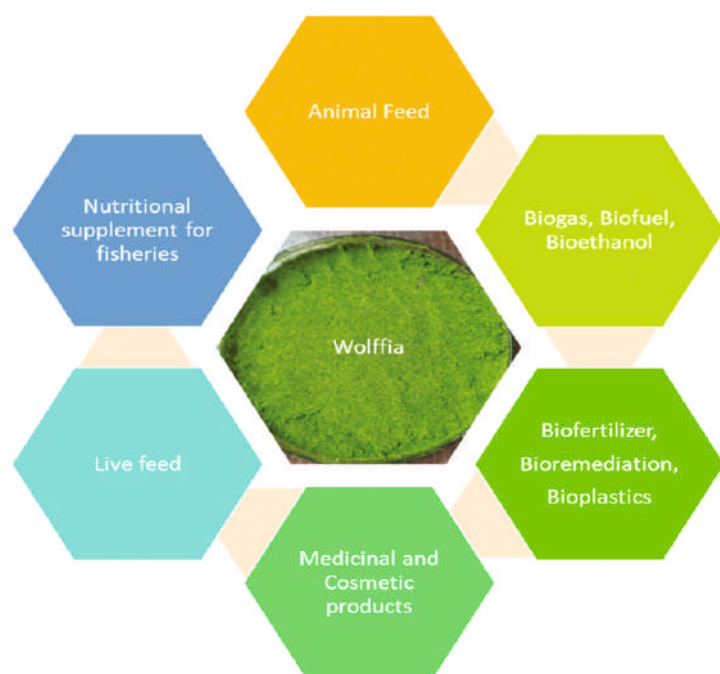 Animal Feed
Nutritional
supplement for
fisheries
Biogas, Biofuel,
Bioethanol
Wolffia
Live feed
Biofertilizer,
Bioremediation,
Bioplastics
Medicinal and
Cosmetic
products